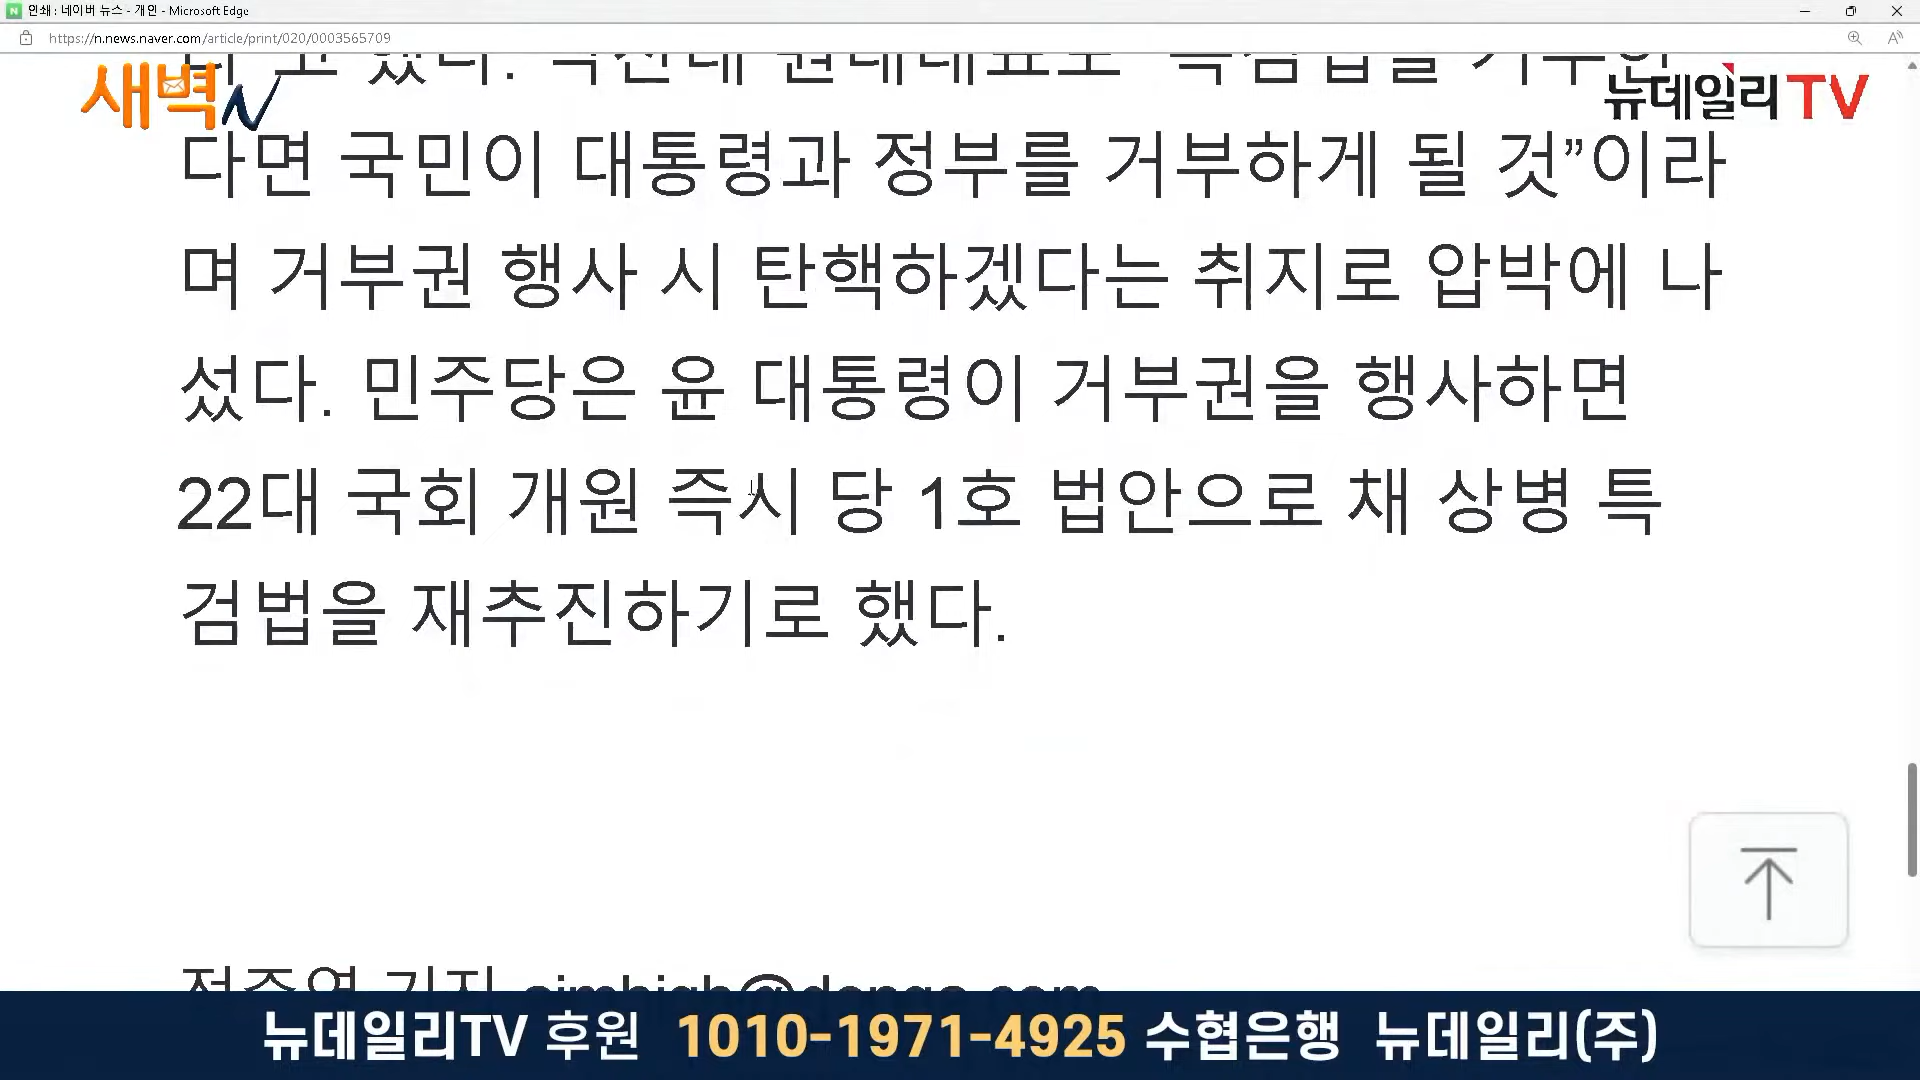 인쇄 : 네이버 뉴스 - 개인 - Microsoft Edge
https://n.news.naver.com/article/print/020/0003565709
새벽N
뉴데일리TV
다면 국민이 대통령과 정부를 거부하게 될 것”이라
며 거부권 행사 시 탄핵하겠다는 취지로 압박에 나
섰다. 민주당은 윤 대통령이 거부권을 행사하면
22대 국회 개원 즉시 당 1호 법안으로 채 상병 특
검법을 재추진하기로 했다.
뉴데일리TV 후원 1010-1971-4925 수협은행 뉴데일리(주)